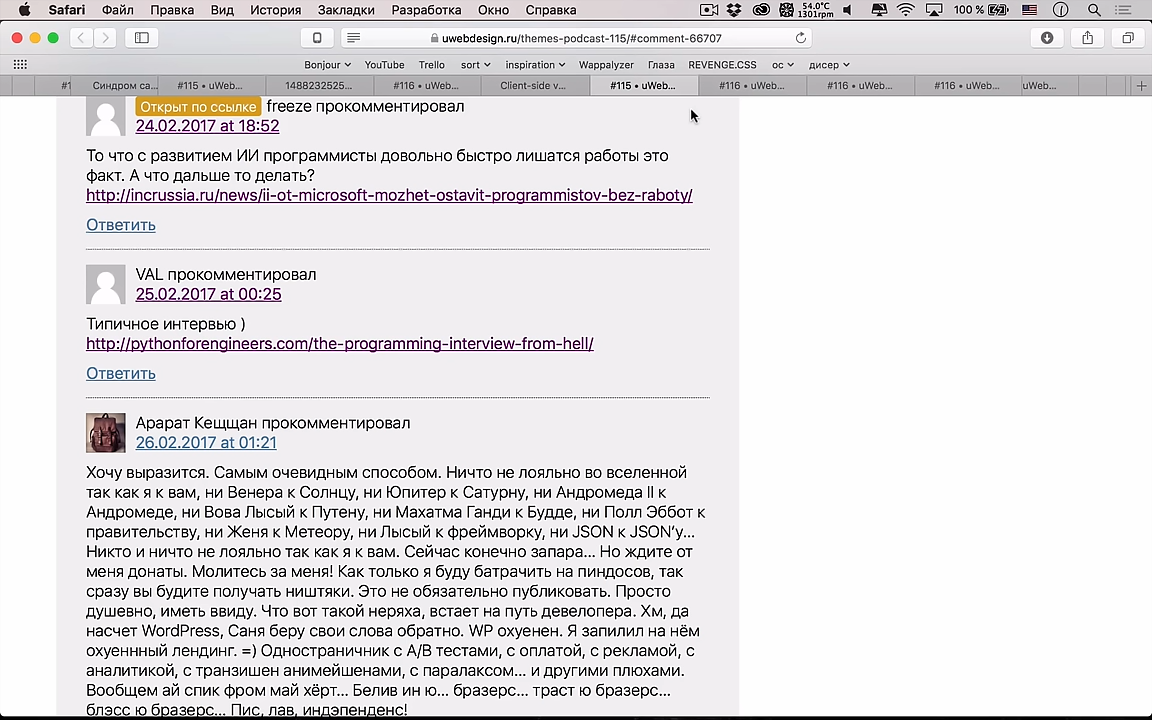 Safari Файл Правка Вид История Закладки Разработка Окно Справка 54.0°C 1301rpm 100 %
uwebdesign.ru/themes-podcast-115/#comment-66707
Bonjour YouTube Trello sort inspiration Wappalyzer Глаза REVENGE.CSS ос дисер
#1 Синдром са... #115 • uWeb... 1488232525... #116 • uWeb... Client-side v... #115 • uWeb... #116 • uWeb... #116 • uWeb... #116 • uWeb... uWeb...
Открыт по ссылке freeze прокомментировал
24.02.2017 at 18:52
То что с развитием ИИ программисты довольно быстро лишатся работы это
факт. А что дальше то делать?
http://incrussia.ru/news/ii-ot-microsoft-mozhet-ostavit-programmistov-bez-raboty/
Ответить
VAL прокомментировал
25.02.2017 at 00:25
Типичное интервью )
http://pythonforengineers.com/the-programming-interview-from-hell/
Ответить
Арарат Кещщан прокомментировал
26.02.2017 at 01:21
Хочу выразится. Самым очевидным способом. Ничто не лояльно во вселенной
так как я к вам, ни Венера к Солнцу, ни Юпитер к Сатурну, ни Андромеда II к
Андромеде, ни Вова Лысый к Путену, ни Махатма Ганди к Будде, ни Полл Эббот к
правительству, ни Женя к Метеору, ни Лысый к фреймворку, ни JSON к JSON'у...
Никто и ничто не лояльно так как я к вам. Сейчас конечно запара... Но ждите от
меня донаты. Молитесь за меня! Как только я буду батрачить на пиндосов, так
сразу вы будите получать ништяки. Это не обязательно публиковать. Просто
душевно, иметь ввиду. Что вот такой неряха, встает на путь девелопера. Хм, да
насчет WordPress, Саня беру свои слова обратно. WP охуенен. Я запилил на нём
охуеннный лендинг. =) Одностраничник с A/B тестами, с оплатой, с рекламой, с
аналитикой, с транзишен анимейшенами, с паралаксом... и другими плюхами.
Вообщем ай спик фром май хёрт... Белив ин ю... бразерс... траст ю бразерс...
блэсс ю бразерс... Пис, лав, индэпенденс!